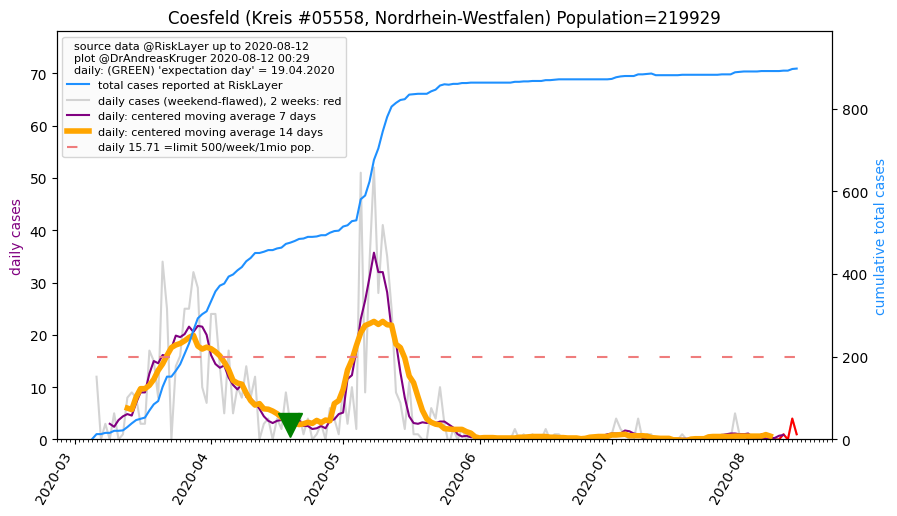 Coesfeld (Kreis #05558, Nordrhein-Westfalen) Population=219929
source data @RiskLayer up to 2020-08-12
plot @DrAndreasKruger 2020-08-12 00:29
daily: (GREEN) 'expectation day' = 19.04.2020
total cases reported at RiskLayer
daily cases (weekend-flawed), 2 weeks: red
daily: centered moving average 7 days
daily: centered moving average 14 days
daily 15.71 =limit 500/week/1mio pop.
daily cases
70
60
50
40
30
20
10
0
cumulative total cases
800
600
400
200
0
2020-03
2020-04
2020-05
2020-06
2020-07
2020-08